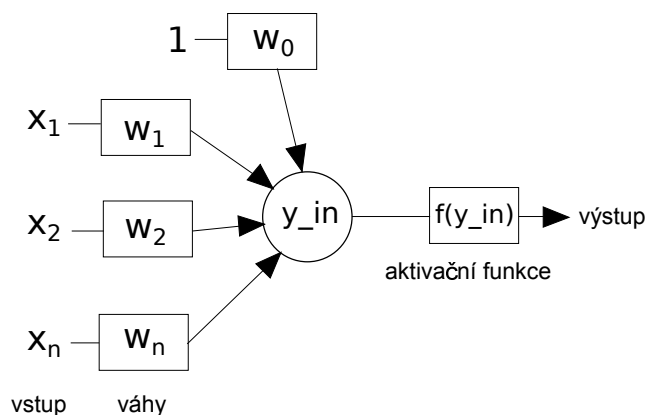 1 w₀
x₁ w₁
x₂ w₂ y_in f(y_in) výstup
aktivační funkce
xₙ wₙ
vstup váhy